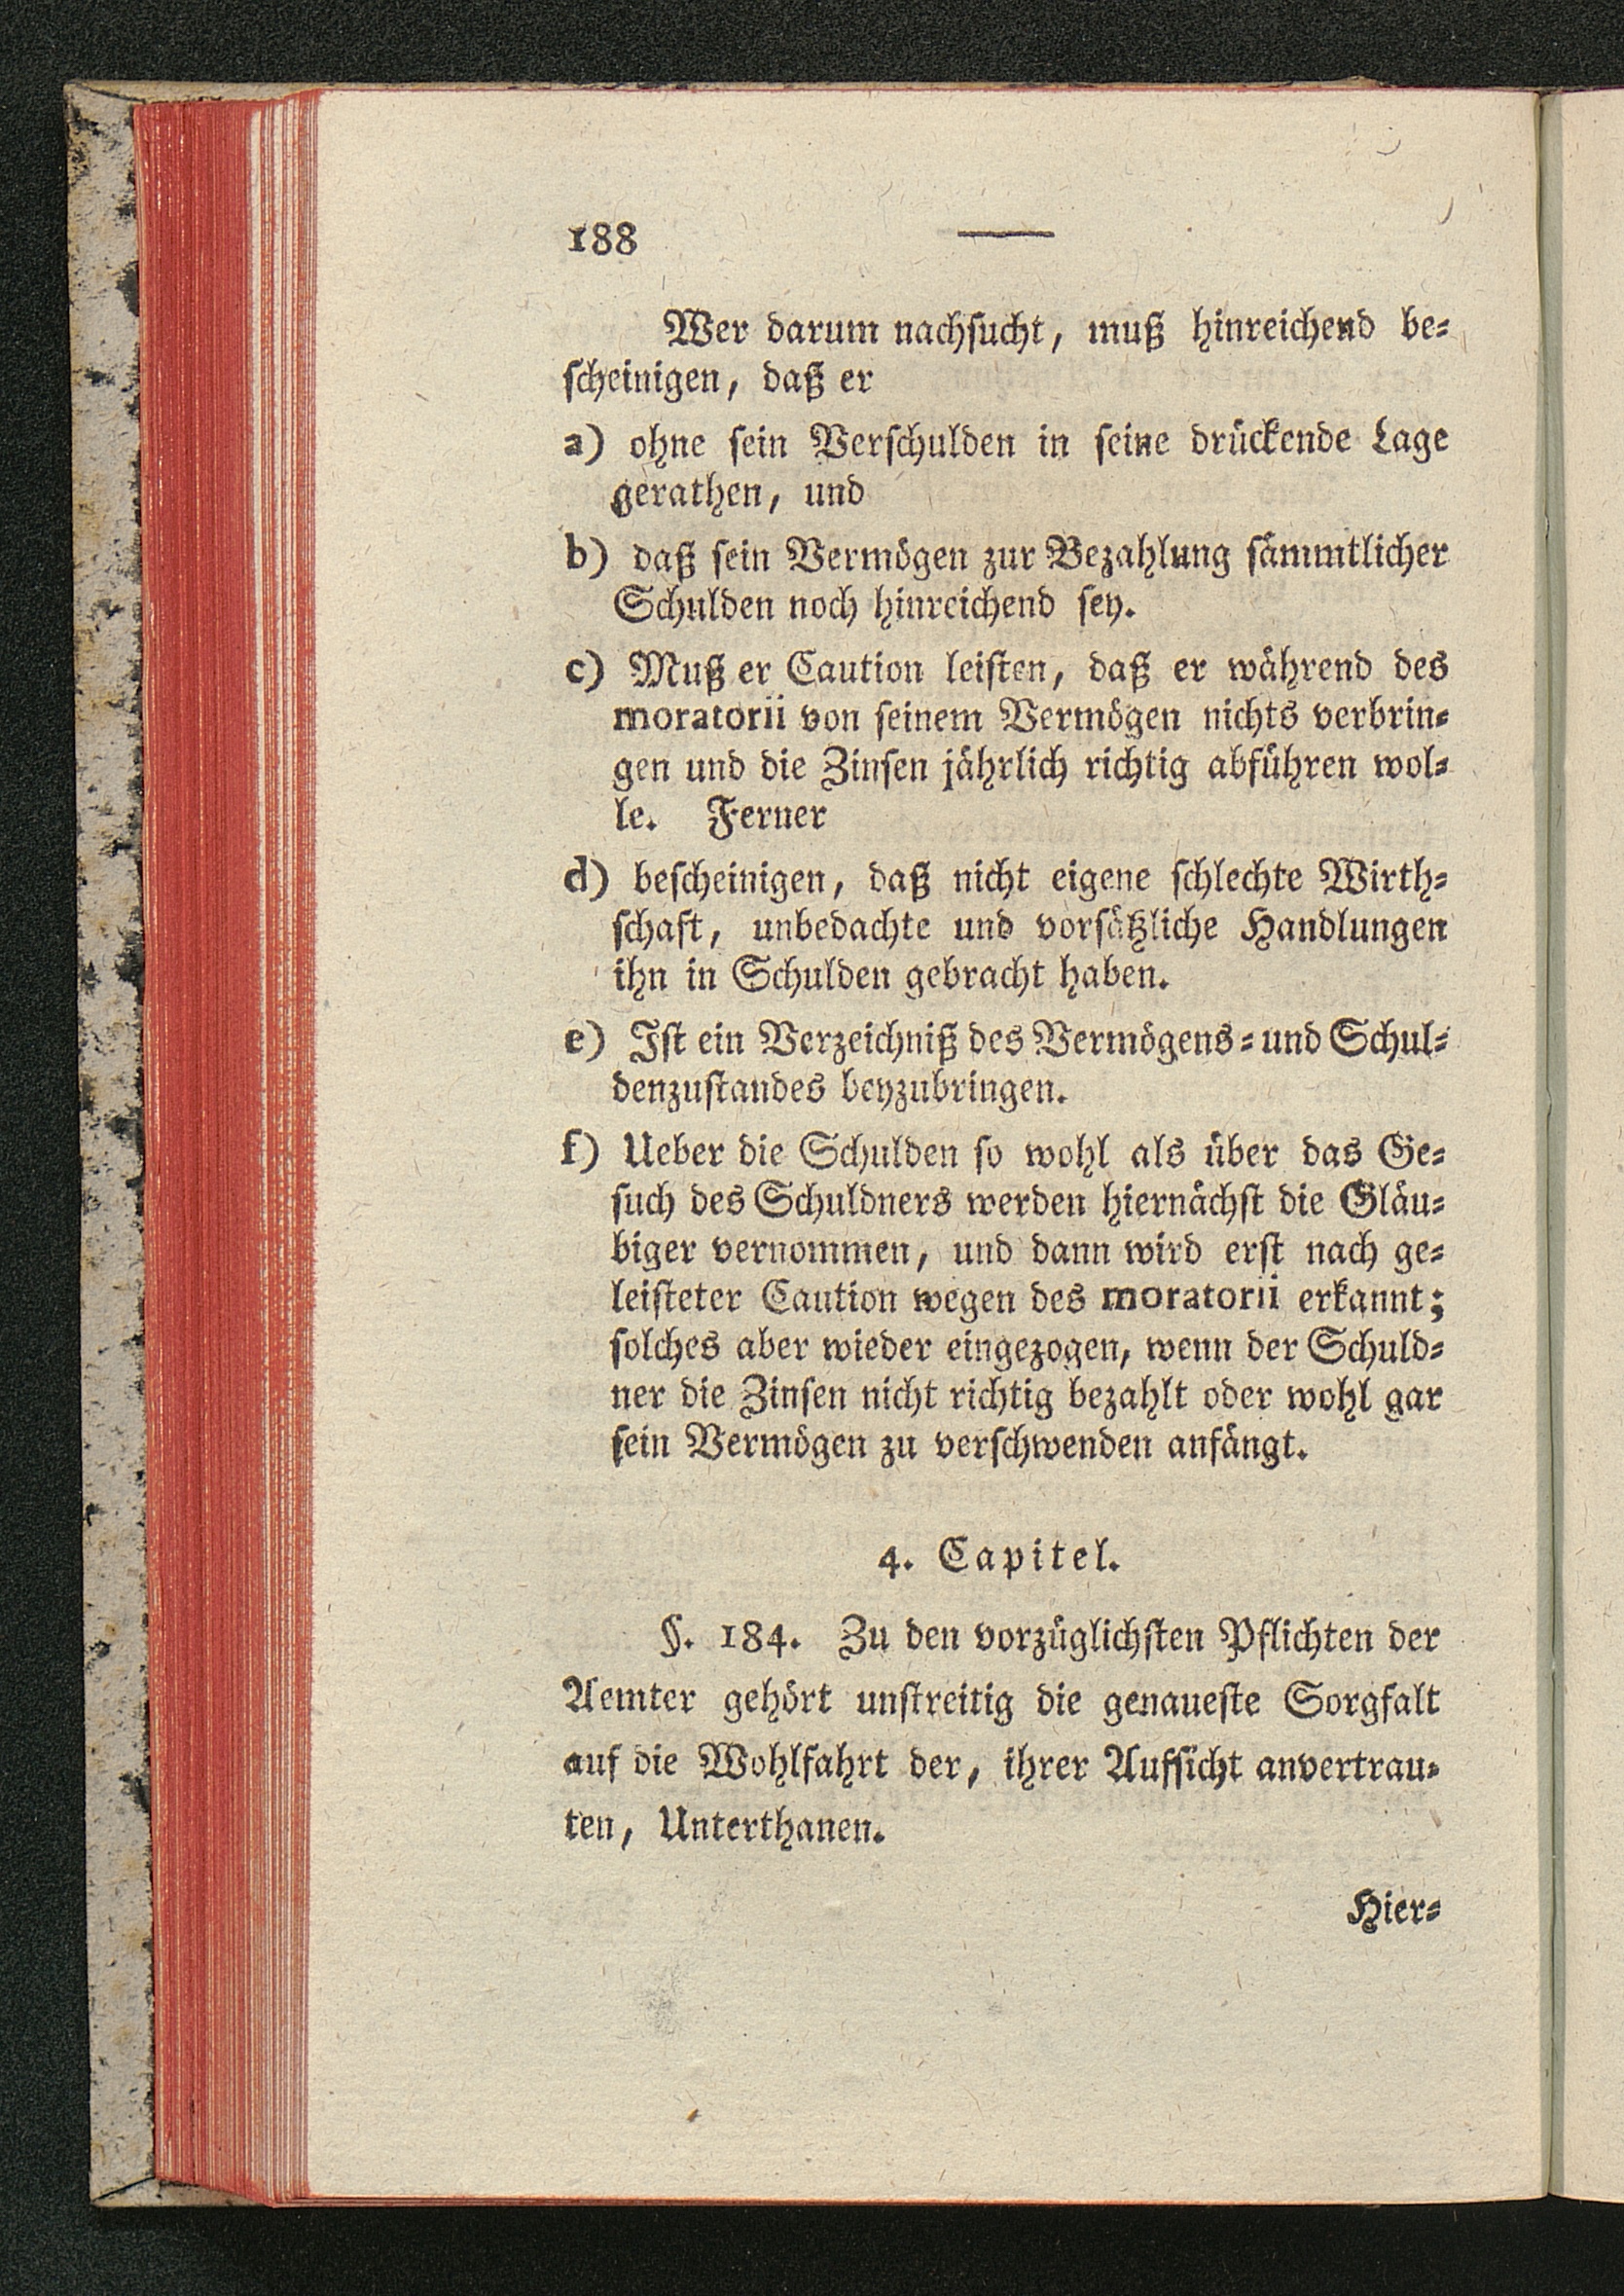 188
Wer darum nachsucht, muß hinreichend be⸗
scheinigen, daß er
a) ohne sein Verschulden in seine drückende Lage
gerathen, und
b) daß sein Vermögen zur Bezahlung sämmtlicher
Schulden noch hinreichend sey.
c) Muß er Caution leisten, daß er während des
moratorii von seinem Vermögen nichts verbrin⸗
gen und die Zinsen jährlich richtig abführen wol⸗
le. Ferner
d) bescheinigen, daß nicht eigene schlechte Wirth⸗
schaft, unbedachte und vorsätzliche Handlungen
ihn in Schulden gebracht haben.
e) Ist ein Verzeichniß des Vermögens⸗ und Schul⸗
denzustandes beyzubringen.
f) Ueber die Schulden so wohl als über das Ge⸗
such des Schuldners werden hiernächst die Gläu⸗
biger vernommen, und dann wird erst nach ge⸗
leisteter Caution wegen des moratorii erkannt;
solches aber wieder eingezogen, wenn der Schuld⸗
ner die Zinsen nicht richtig bezahlt oder wohl gar
sein Vermögen zu verschwenden anfängt.
4. Capitel.
§. 184. Zu den vorzüglichsten Pflichten der
Aemter gehört unstreitig die genaueste Sorgfalt
auf die Wohlfahrt der, ihrer Aufsicht anvertrau⸗
ten, Unterthanen.
Hier⸗